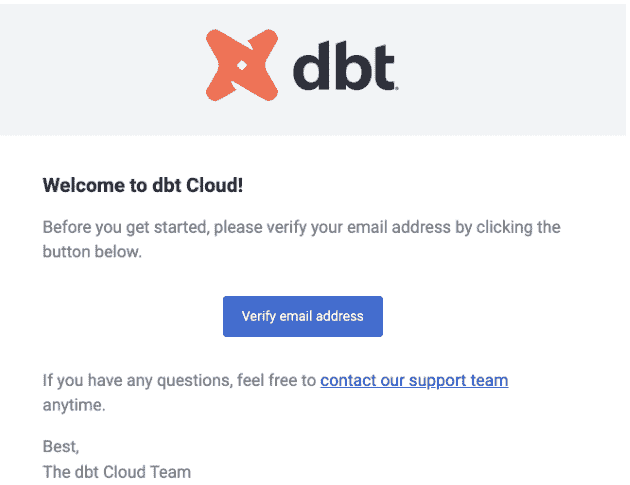 dbt
Welcome to dbt Cloud!
Before you get started, please verify your email address by clicking the
button below.
Verify email address
If you have any questions, feel free to contact our support team
anytime.
Best,
The dbt Cloud Team